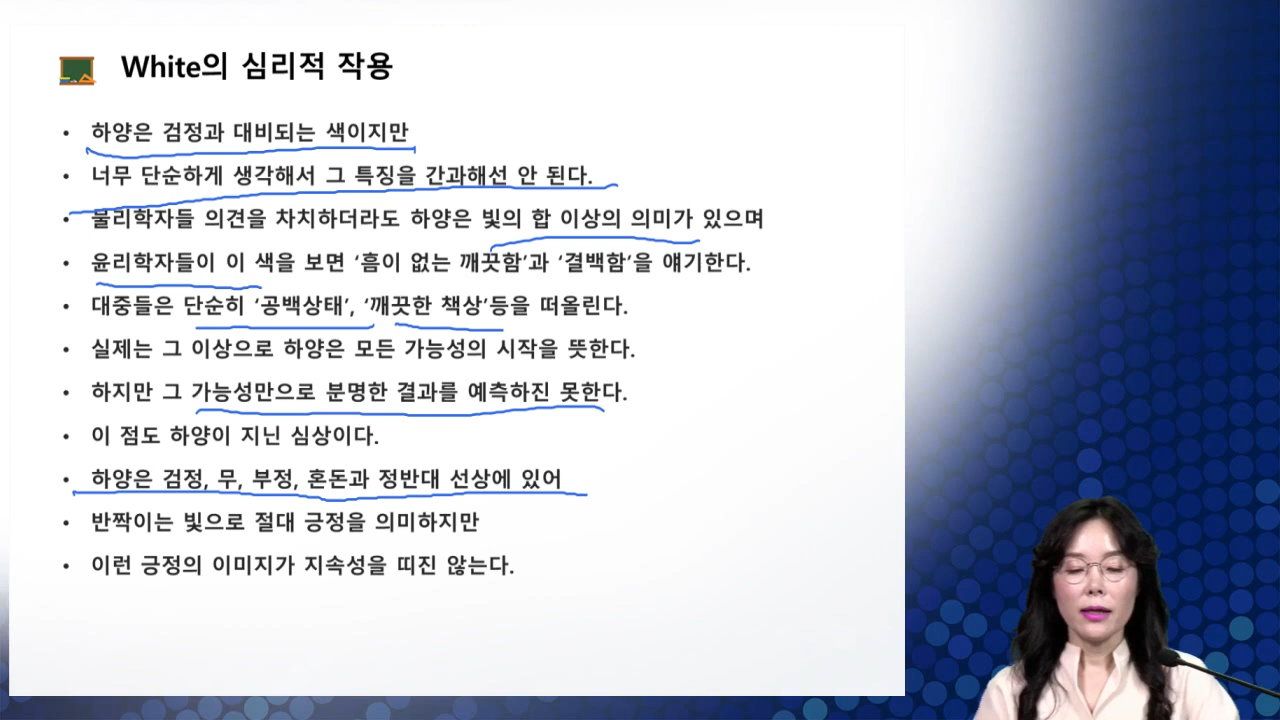 White의 심리적 작용
• 하양은 검정과 대비되는 색이지만
• 너무 단순하게 생각해서 그 특징을 간과해선 안 된다.
• 물리학자들 의견을 차치하더라도 하양은 빛의 합 이상의 의미가 있으며
• 윤리학자들이 이 색을 보면 ‘흠이 없는 깨끗함’과 ‘결백함’을 얘기한다.
• 대중들은 단순히 ‘공백상태’, ‘깨끗한 책상’등을 떠올린다.
• 실제는 그 이상으로 하양은 모든 가능성의 시작을 뜻한다.
• 하지만 그 가능성만으로 분명한 결과를 예측하진 못한다.
• 이 점도 하양이 지닌 심상이다.
• 하양은 검정, 무, 부정, 혼돈과 정반대 선상에 있어
• 반짝이는 빛으로 절대 긍정을 의미하지만
• 이런 긍정의 이미지가 지속성을 띠진 않는다.